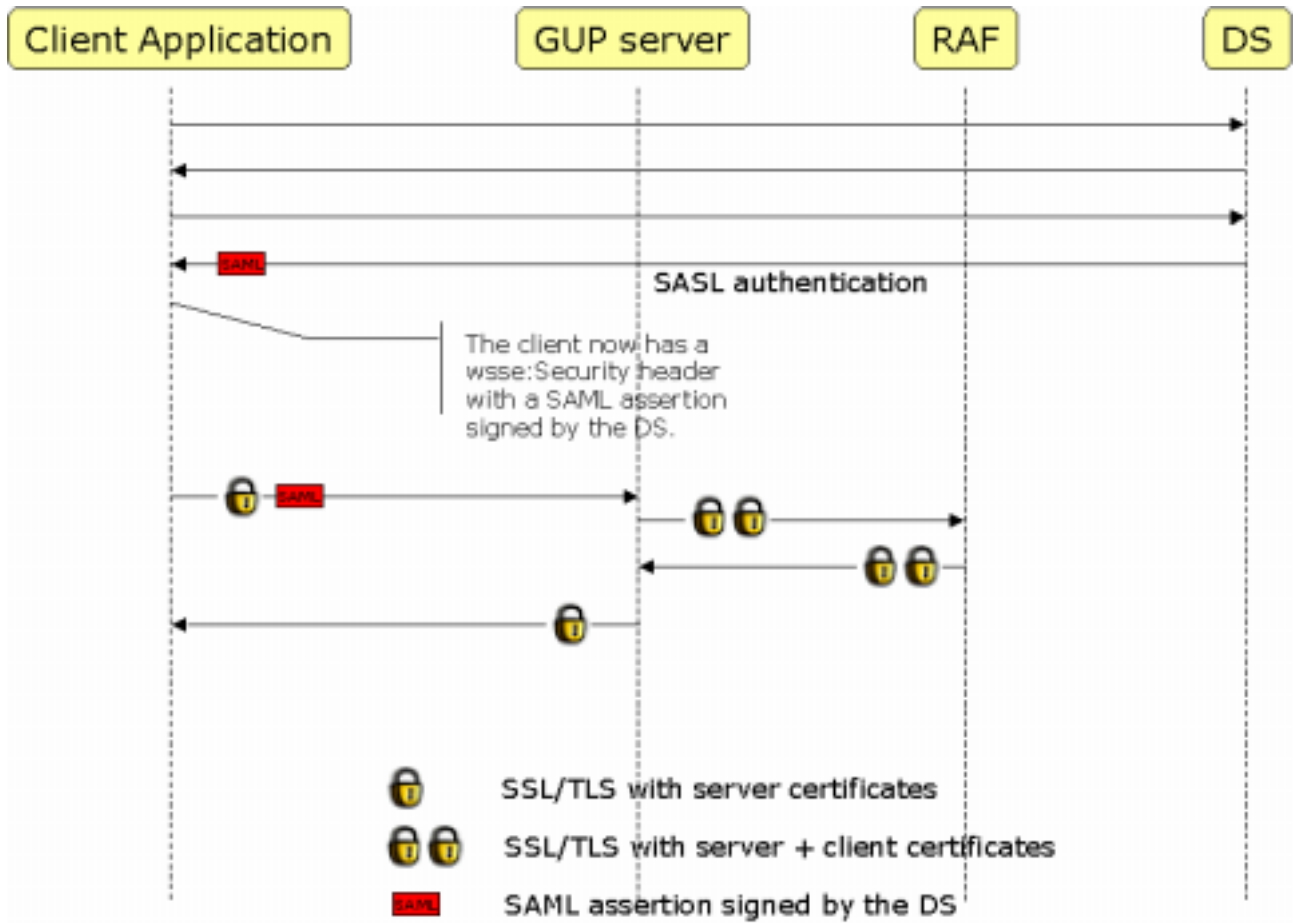 Client Application GUP server RAF DS
SAML
SASL authentication
The client now has a
wsse:Security header
with a SAML assertion
signed by the DS.
SAML
SSL/TLS with server certificates
SSL/TLS with server + client certificates
SAML SAML assertion signed by the DS